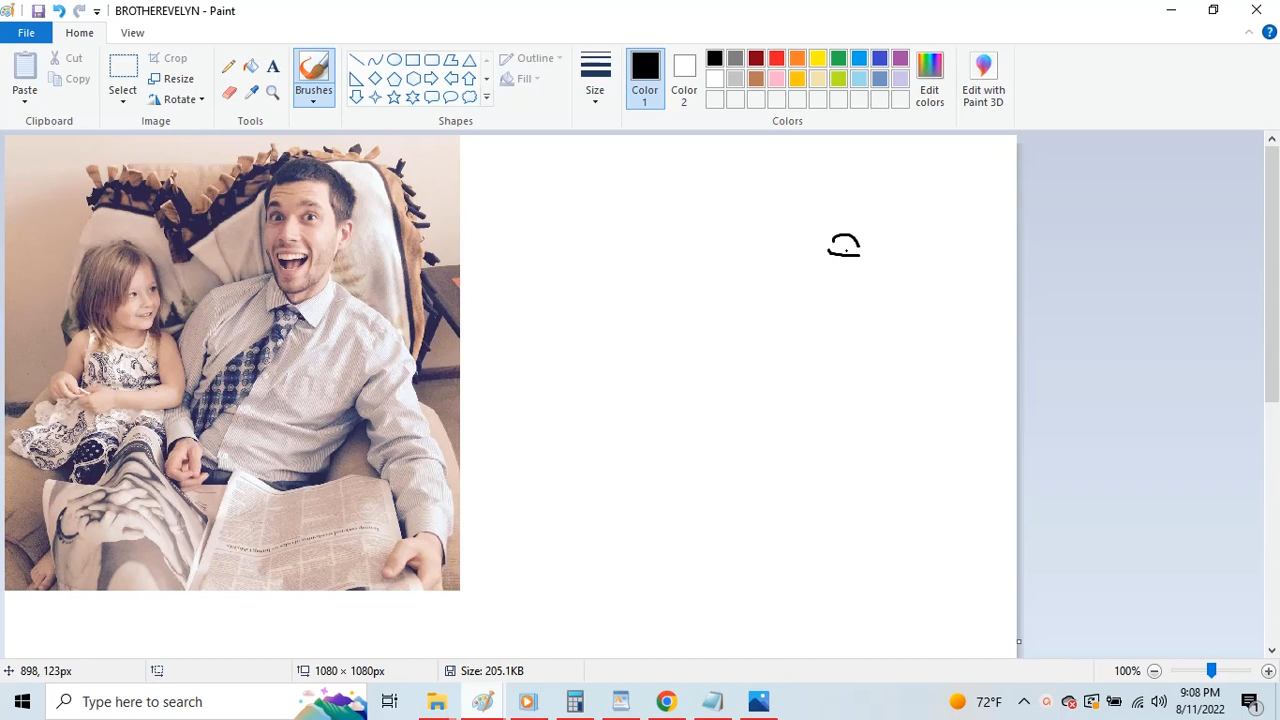 BROTHEREVELYN - Paint
File
Home
View
Paste
Cut
Copy
Clipboard
Select
Crop
Resize
Rotate
Image
A
Tools
Brushes
Outline
Fill
Shapes
Size
Color 1
Color 2
Edit colors
Edit with Paint 3D
Colors
898, 123px
1080 × 1080px
Size: 205.1KB
100%
Type here to search
72°F
9:08 PM
8/11/2022
1